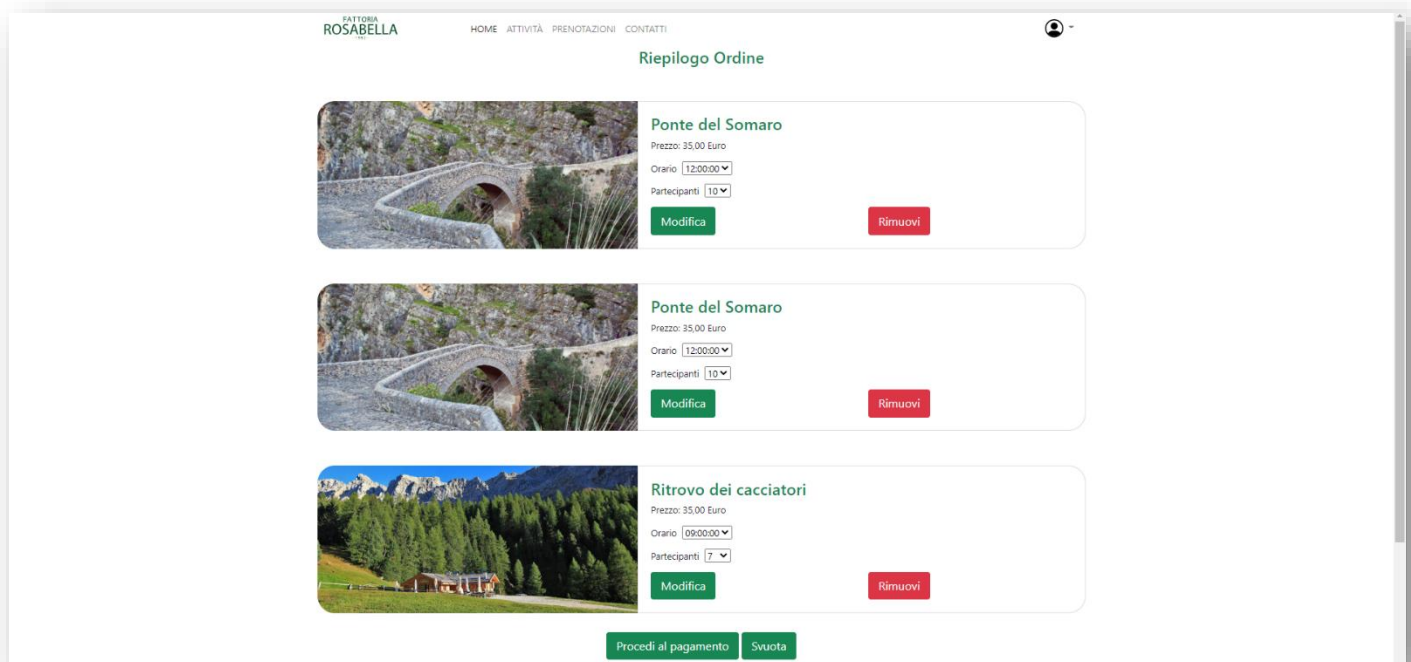 FATTORIA
ROSABELLA
HOME ATTIVITÀ PRENOTAZIONI CONTATTI
Riepilogo Ordine
Ponte del Somaro
Prezzo: 35,00 Euro
Orario 12:00:00
Partecipanti 10
Modifica Rimuovi
Ponte del Somaro
Prezzo: 35,00 Euro
Orario 12:00:00
Partecipanti 10
Modifica Rimuovi
Ritrovo dei cacciatori
Prezzo: 35,00 Euro
Orario 09:00:00
Partecipanti 7
Modifica Rimuovi
Procedi al pagamento Svuota